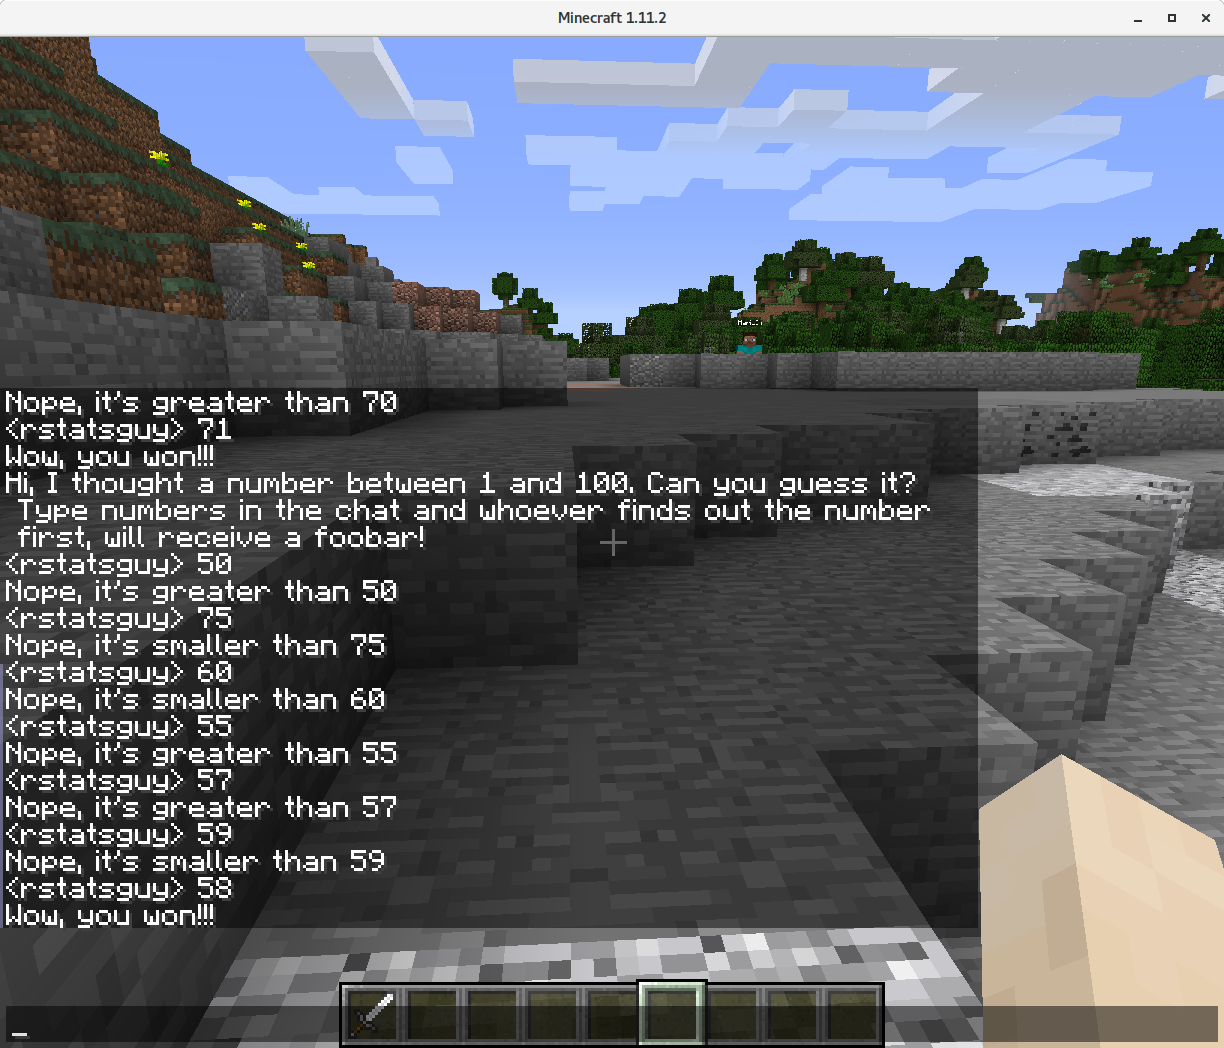 Minecraft 1.11.2
Nope, it's greater than 70
<rstatsguy> 71
Wow, you won!!!
Hi, I thought a number between 1 and 100. Can you guess it?
Type numbers in the chat and whoever finds out the number
first, will receive a foobar!
<rstatsguy> 50
Nope, it's greater than 50
<rstatsguy> 75
Nope, it's smaller than 75
<rstatsguy> 60
Nope, it's smaller than 60
<rstatsguy> 55
Nope, it's greater than 55
<rstatsguy> 57
Nope, it's greater than 57
<rstatsguy> 59
Nope, it's smaller than 59
<rstatsguy> 58
Wow, you won!!!
_